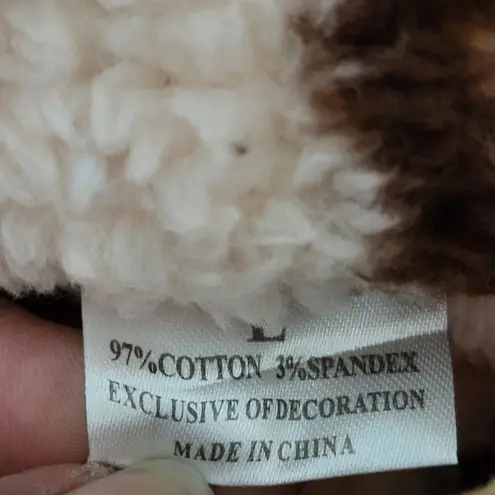 L
97%COTTON 3%SPANDEX
EXCLUSIVE OFDECORATION
MADE IN CHINA